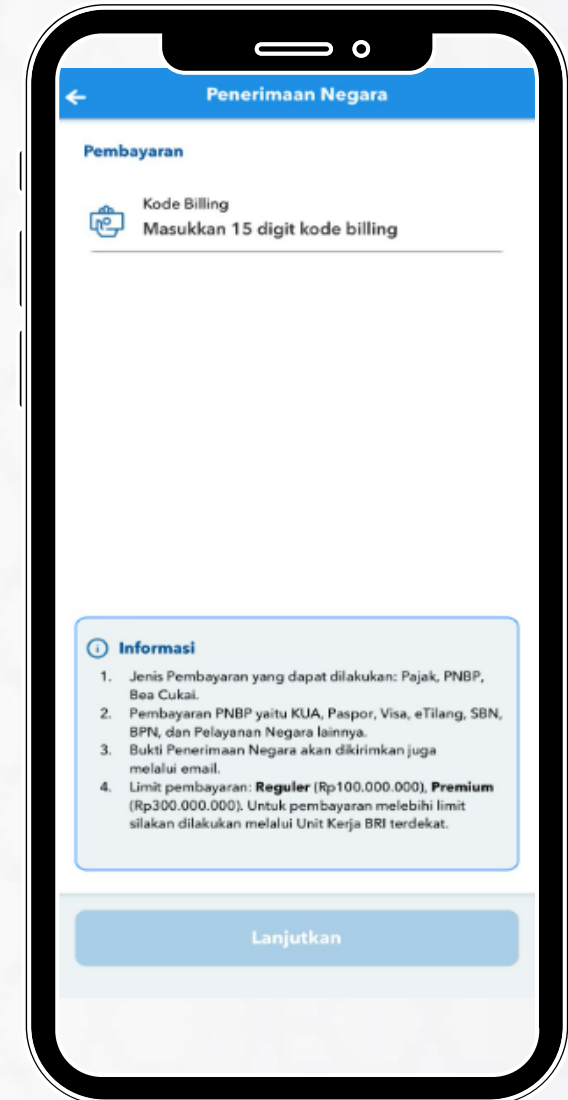 Penerimaan Negara
Pembayaran
Kode Billing
Masukkan 15 digit kode billing
Informasi
1. Jenis Pembayaran yang dapat dilakukan: Pajak, PNBP,
Bea Cukai.
2. Pembayaran PNBP yaitu KUA, Paspor, Visa, eTilang, SBN,
BPN, dan Pelayanan Negara lainnya.
3. Bukti Penerimaan Negara akan dikirimkan juga
melalui email.
4. Limit pembayaran: Reguler (Rp100.000.000), Premium
(Rp300.000.000). Untuk pembayaran melebihi limit
silakan dilakukan melalui Unit Kerja BRI terdekat.
Lanjutkan